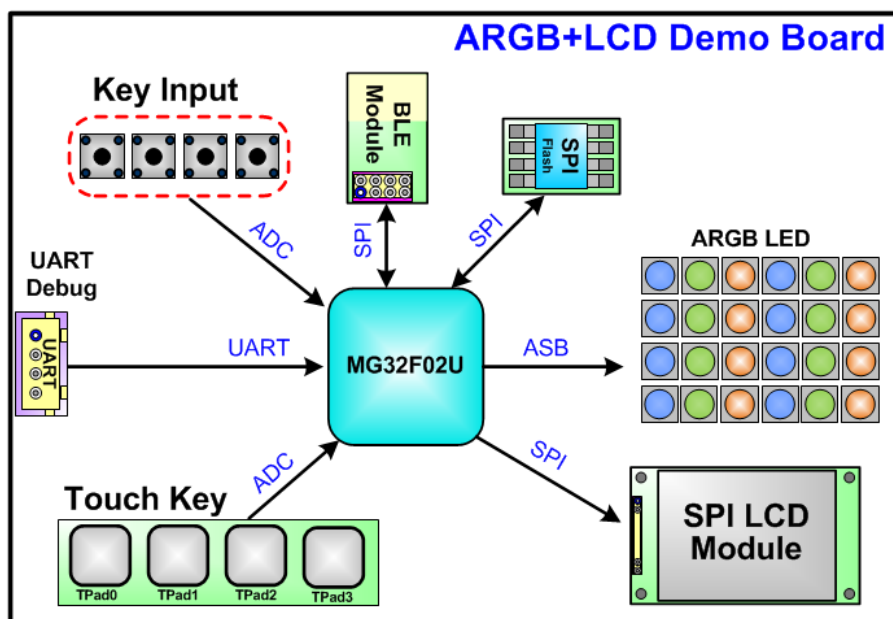 ARGB+LCD Demo Board
Key Input
BLE
Module
SPI
Flash
ADC
SPI
SPI
ARGB LED
UART
Debug
UART
UART
MG32F02U
ASB
ADC
SPI
Touch Key
TPad0
TPad1
TPad2
TPad3
SPI LCD
Module